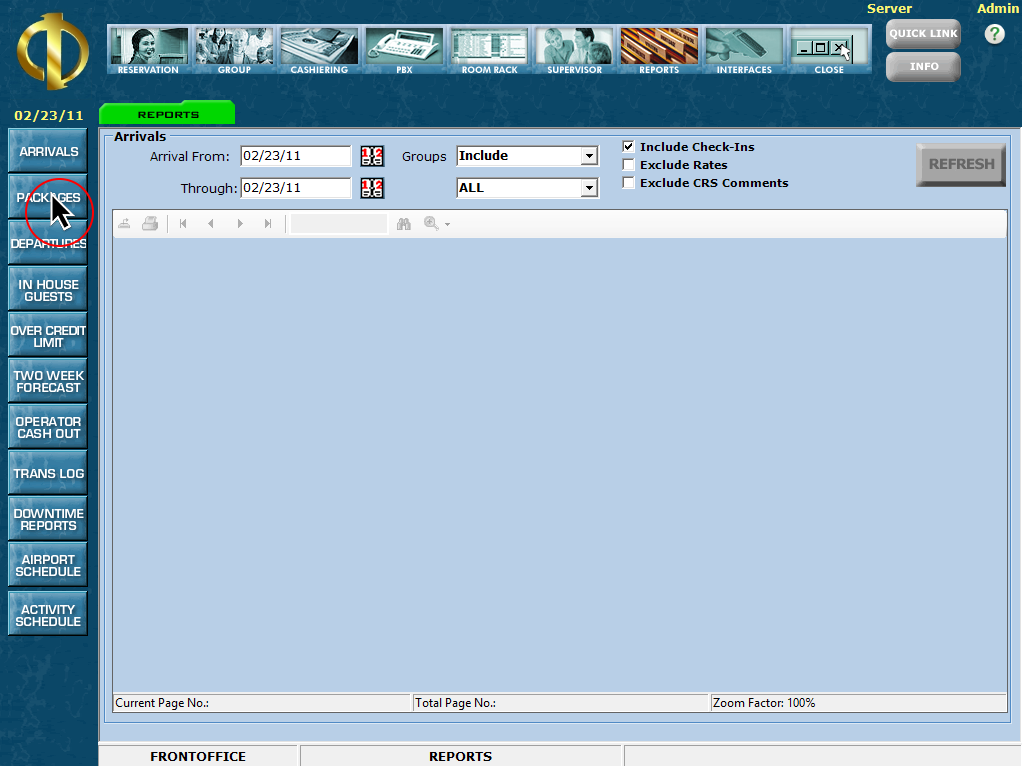 Server
Admin
RESERVATION
GROUP
CASHIERING
PBX
ROOM RACK
SUPERVISOR
REPORTS
INTERFACES
CLOSE
QUICK LINK
?
INFO
02/23/11
REPORTS
ARRIVALS
PACKAGES
DEPARTURES
IN HOUSE
GUESTS
OVER CREDIT
LIMIT
TWO WEEK
FORECAST
OPERATOR
CASH OUT
TRANS LOG
DOWNTIME
REPORTS
AIRPORT
SCHEDULE
ACTIVITY
SCHEDULE
Arrivals
Arrival From: 02/23/11
Groups Include
Through: 02/23/11
ALL
Include Check-Ins
Exclude Rates
Exclude CRS Comments
REFRESH
Current Page No.:
Total Page No.:
Zoom Factor: 100%
FRONTOFFICE
REPORTS